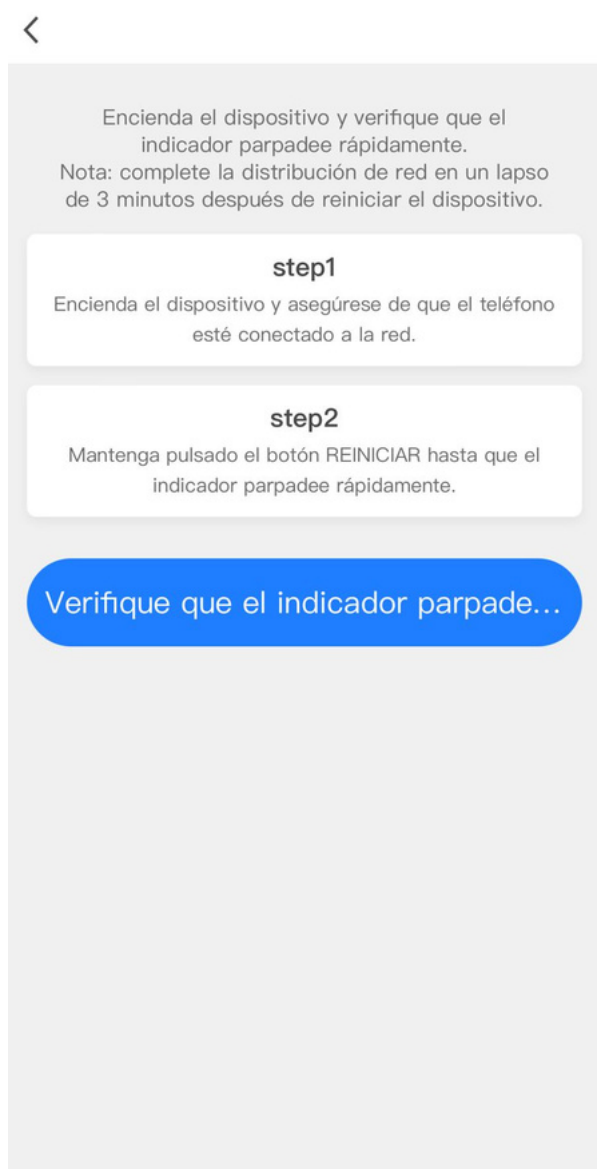 Encienda el dispositivo y verifique que el
indicador parpadee rápidamente.
Nota: complete la distribución de red en un lapso
de 3 minutos después de reiniciar el dispositivo.
step1
Encienda el dispositivo y asegúrese de que el teléfono
esté conectado a la red.
step2
Mantenga pulsado el botón REINICIAR hasta que el
indicador parpadee rápidamente.
Verifique que el indicador parpade...